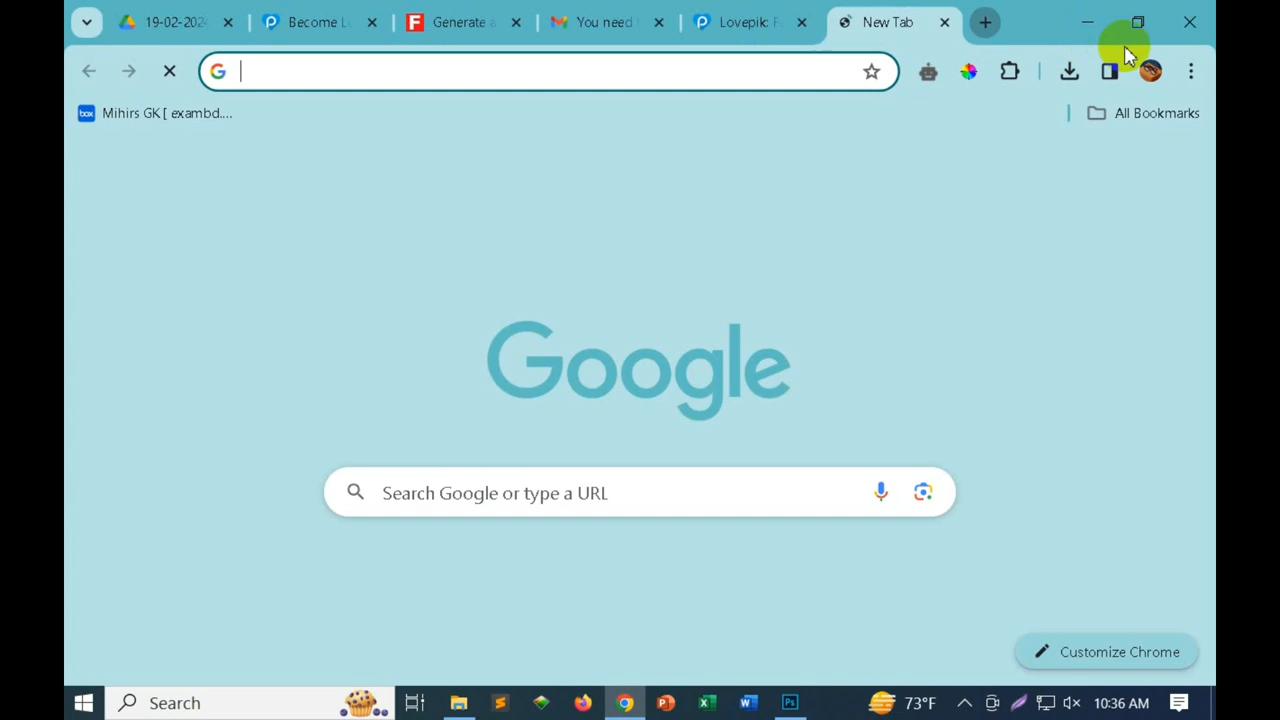 19-02-202
Become L
Generate a
You need
Lovepik: F
New Tab
Mihirs GK [ exambd....
All Bookmarks
Google
Search Google or type a URL
Customize Chrome
Search
73°F
10:36 AM